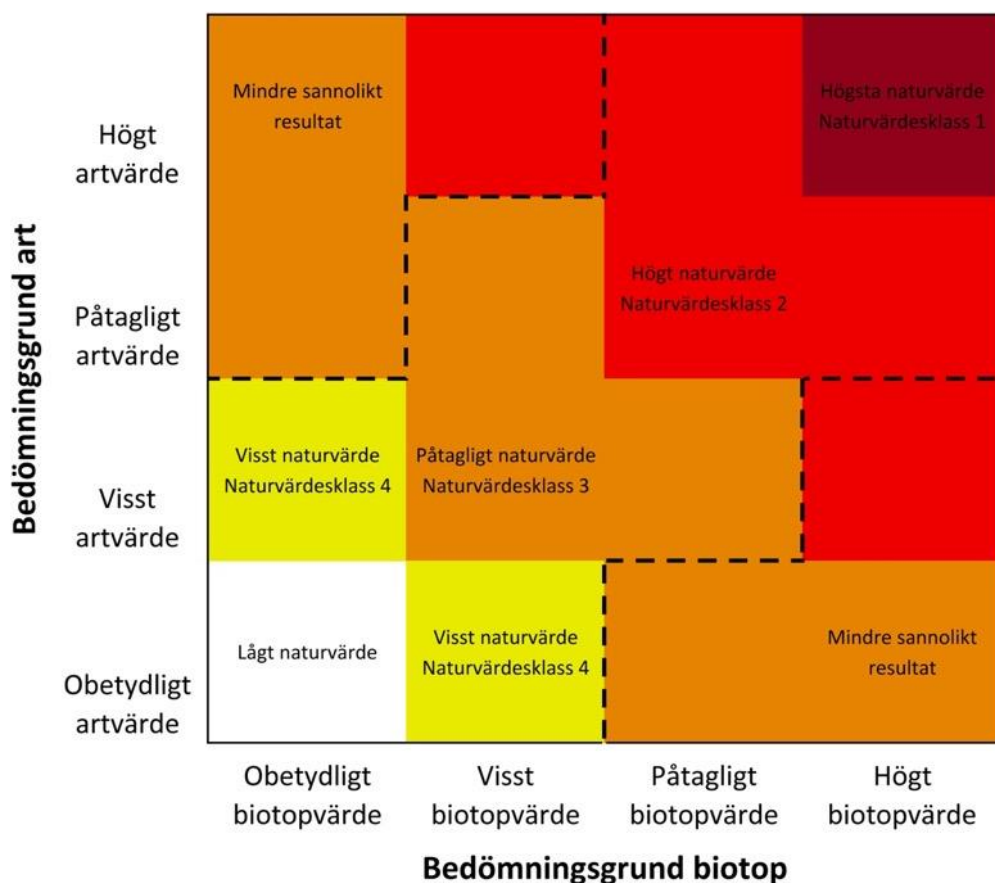 Bedömningsgrund art
Högt
artvärde
Mindre sannolikt
resultat
Högsta naturvärde
Naturvärdesklass 1
Påtagligt
artvärde
Högt naturvärde
Naturvärdesklass 2
Visst
artvärde
Visst naturvärde
Naturvärdesklass 4
Påtagligt naturvärde
Naturvärdesklass 3
Obetydligt
artvärde
Lågt naturvärde
Visst naturvärde
Naturvärdesklass 4
Mindre sannolikt
resultat
Obetydligt
biotopvärde
Visst
biotopvärde
Påtagligt
biotopvärde
Högt
biotopvärde
Bedömningsgrund biotop